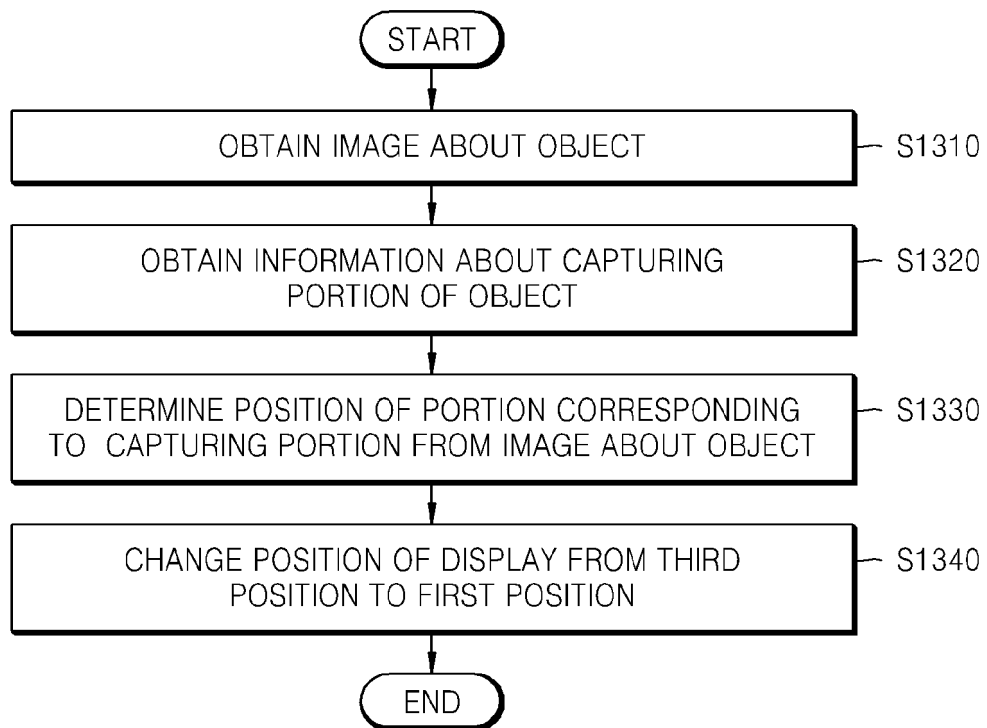 START
OBTAIN IMAGE ABOUT OBJECT
S1310
OBTAIN INFORMATION ABOUT CAPTURING
PORTION OF OBJECT
S1320
DETERMINE POSITION OF PORTION CORRESPONDING
TO CAPTURING PORTION FROM IMAGE ABOUT OBJECT
S1330
CHANGE POSITION OF DISPLAY FROM THIRD
POSITION TO FIRST POSITION
S1340
END